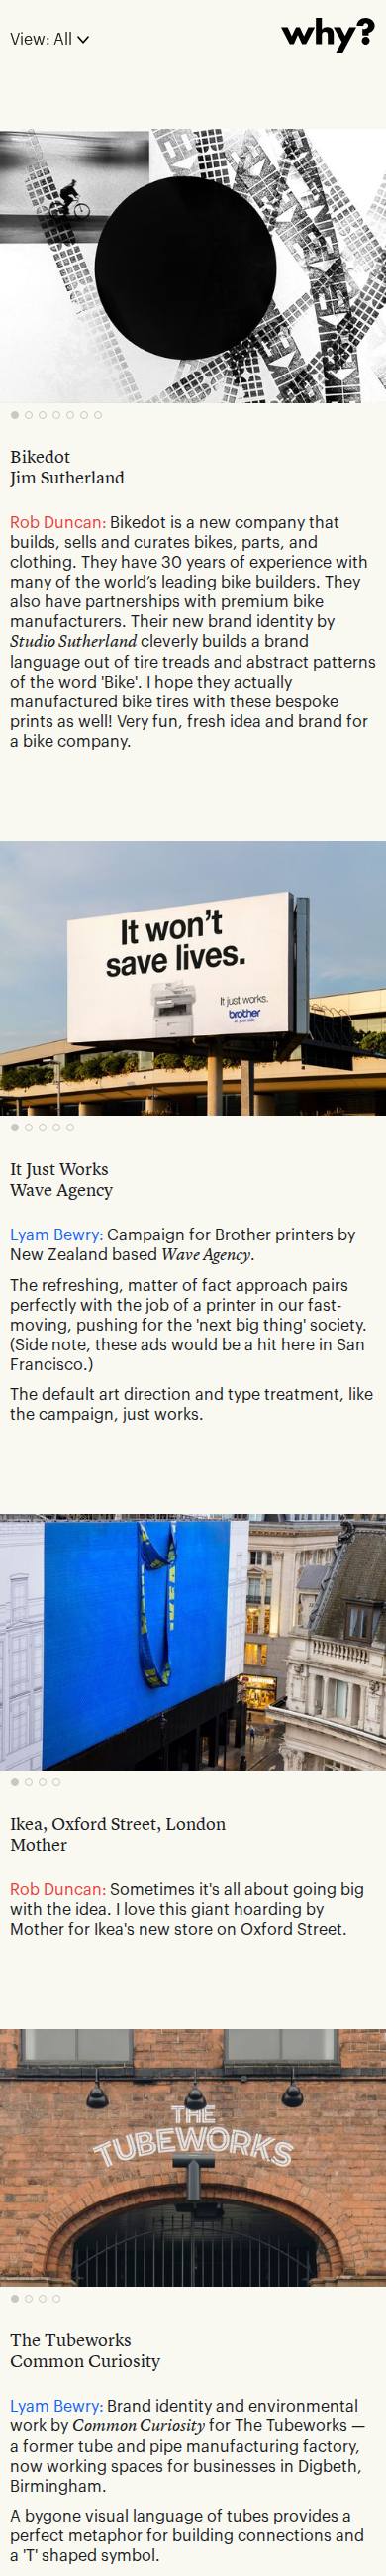 View: All
why?
Bikedot
Jim Sutherland
Rob Duncan: Bikedot is a new company that
builds, sells and curates bikes, parts, and
clothing. They have 30 years of experience with
many of the world’s leading bike builders. They
also have partnerships with premium bike
manufacturers. Their new brand identity by
Studio Sutherland cleverly builds a brand
language out of tire treads and abstract patterns
of the word 'Bike'. I hope they actually
manufactured bike tires with these bespoke
prints as well! Very fun, fresh idea and brand for
a bike company.
It won't
save lives.
It just works.
brother
at your side
It Just Works
Wave Agency
Lyam Bewry: Campaign for Brother printers by
New Zealand based Wave Agency.
The refreshing, matter of fact approach pairs
perfectly with the job of a printer in our fast-
moving, pushing for the 'next big thing' society.
(Side note, these ads would be a hit here in San
Francisco.)
The default art direction and type treatment, like
the campaign, just works.
Ikea, Oxford Street, London
Mother
Rob Duncan: Sometimes it's all about going big
with the idea. I love this giant hoarding by
Mother for Ikea's new store on Oxford Street.
THE
TUBEWORKS
The Tubeworks
Common Curiosity
Lyam Bewry: Brand identity and environmental
work by Common Curiosity for The Tubeworks —
a former tube and pipe manufacturing factory,
now working spaces for businesses in Digbeth,
Birmingham.
A bygone visual language of tubes provides a
perfect metaphor for building connections and
a 'T' shaped symbol.